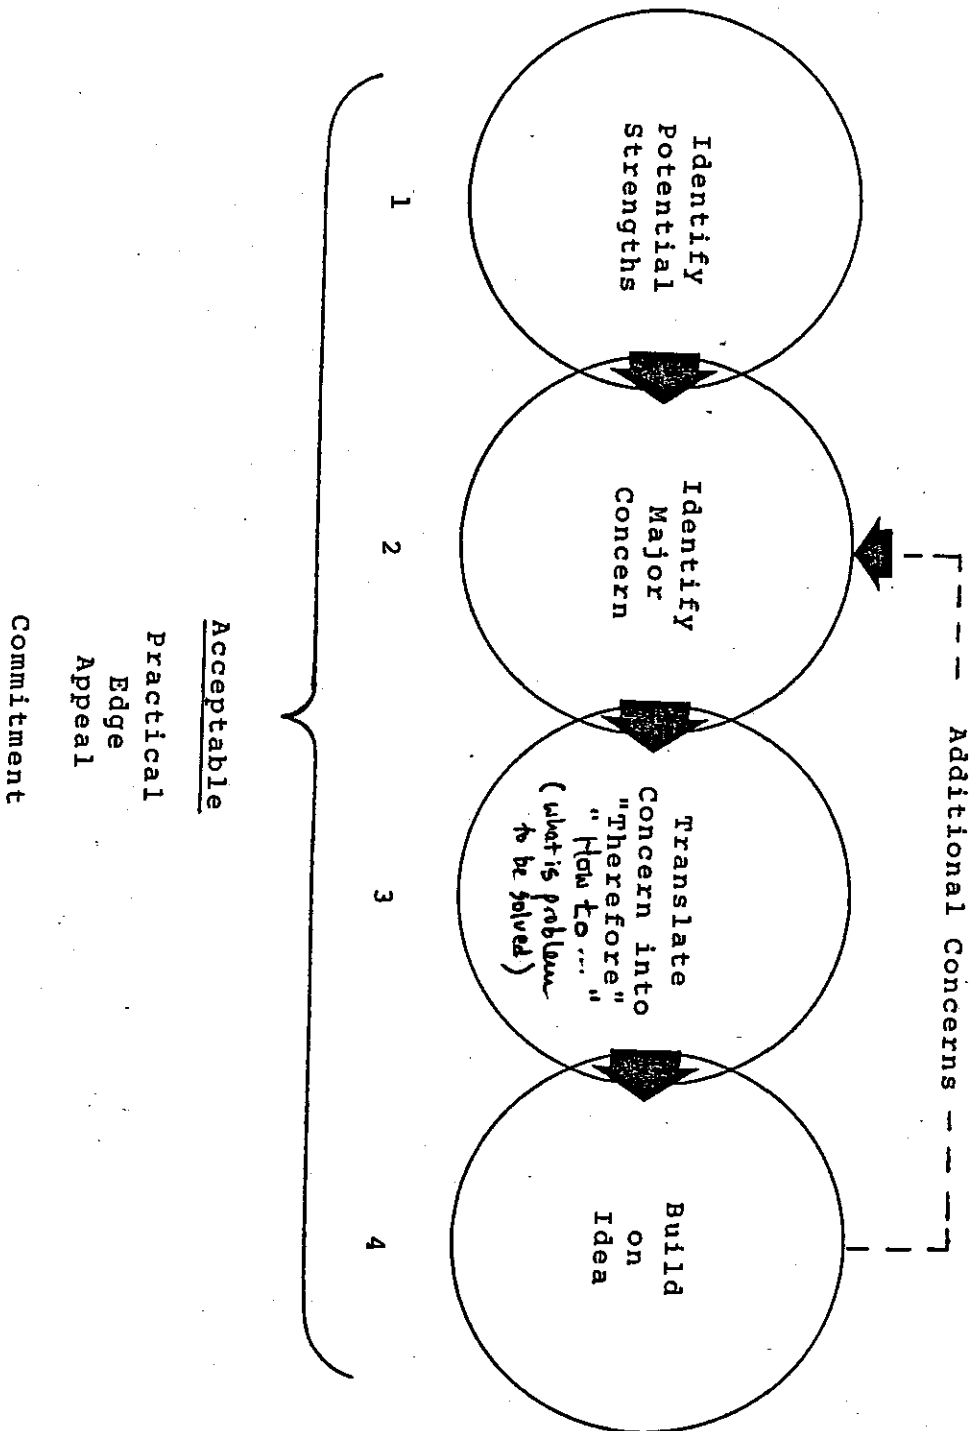 Additional Concerns
Identify
Potential
Strengths
Identify
Major
Concern
Translate
Concern into
"Therefore"
"How to..."
(what is problem
to be solved)
Build
on
Idea
1
2
3
4
Acceptable
Practical
Edge
Appeal
Commitment